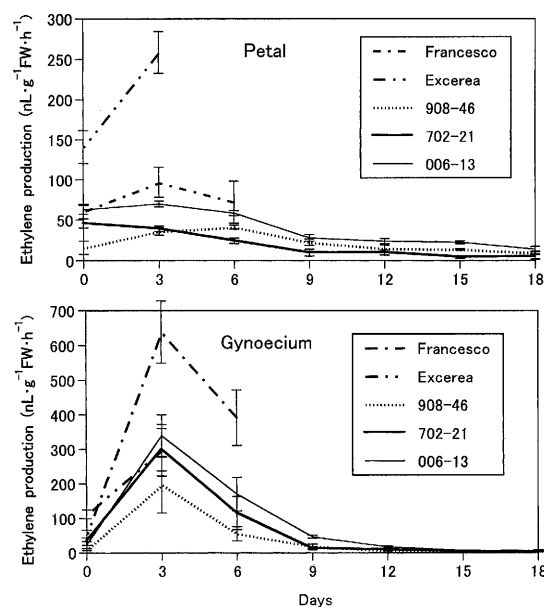 Ethylene production (nL·g⁻¹FW·h⁻¹)
300
250
200
150
100
50
0
Petal
Francesco
Excerea
908-46
702-21
006-13
0 3 6 9 12 15 18
Ethylene production (nL·g⁻¹FW·h⁻¹)
700
600
500
400
300
200
100
0
Gynoecium
Francesco
Excerea
908-46
702-21
006-13
0 3 6 9 12 15 18
Days